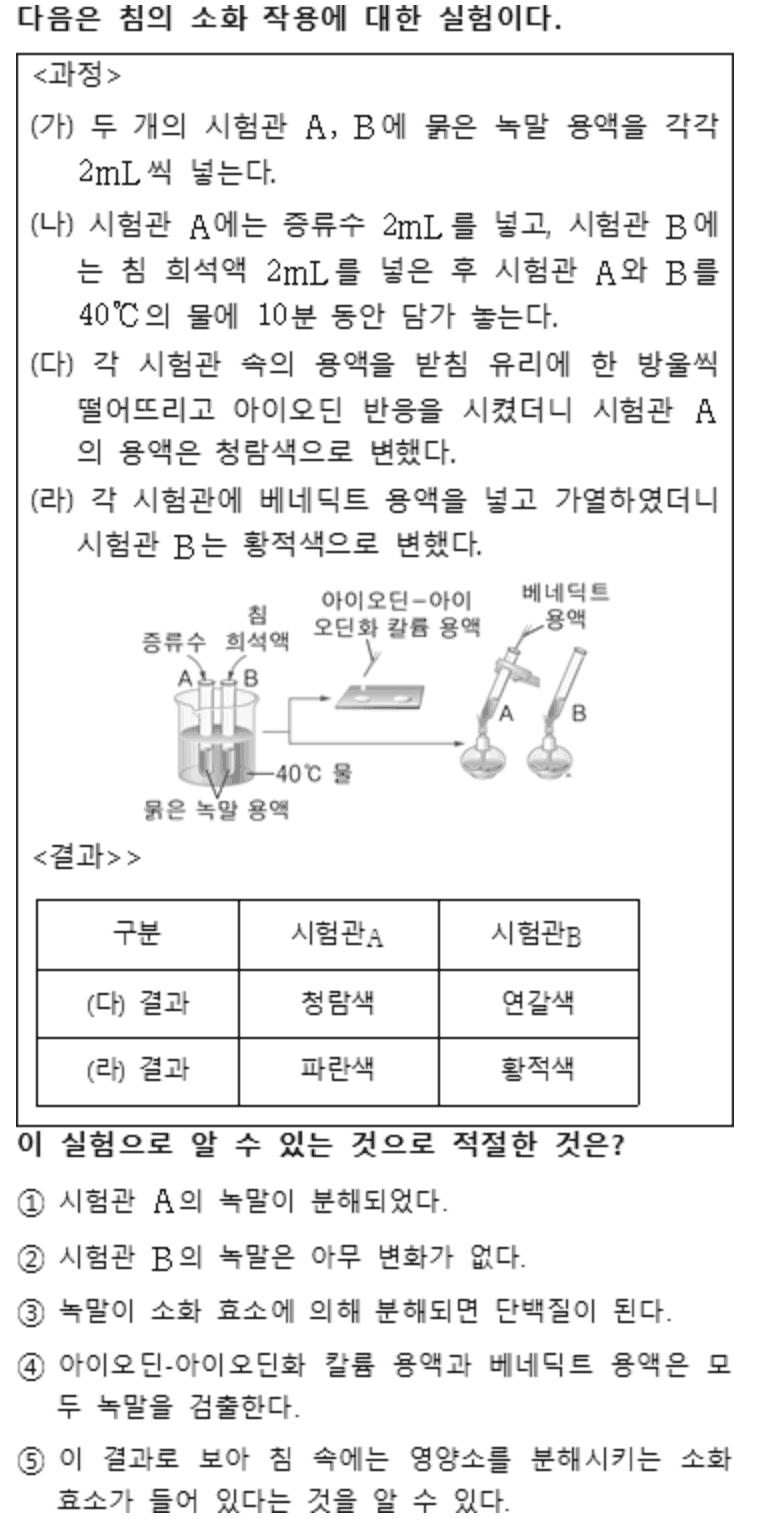 다음은 침의 소화 작용에 대한 실험이다.
<과정>
(가) 두 개의 시험관 A, B에 묽은 녹말 용액을 각각
2mL씩 넣는다.
(나) 시험관 A에는 증류수 2mL를 넣고, 시험관 B에
는 침 희석액 2mL를 넣은 후 시험관 A와 B를
40℃의 물에 10분 동안 담가 놓는다.
(다) 각 시험관 속의 용액을 받침 유리에 한 방울씩
떨어뜨리고 아이오딘 반응을 시켰더니 시험관 A
의 용액은 청람색으로 변했다.
(라) 각 시험관에 베네딕트 용액을 넣고 가열하였더니
시험관 B는 황적색으로 변했다.
증류수
침
희석액
A B
아이오딘-아이
오딘화 칼륨 용액
베네딕트
용액
A
B
40℃ 물
묽은 녹말 용액
<결과>>
구분 시험관A 시험관B
(다) 결과 청람색 연갈색
(라) 결과 파란색 황적색
이 실험으로 알 수 있는 것으로 적절한 것은?
① 시험관 A의 녹말이 분해되었다.
② 시험관 B의 녹말은 아무 변화가 없다.
③ 녹말이 소화 효소에 의해 분해되면 단백질이 된다.
④ 아이오딘-아이오딘화 칼륨 용액과 베네딕트 용액은 모
두 녹말을 검출한다.
⑤ 이 결과로 보아 침 속에는 영양소를 분해시키는 소화
효소가 들어 있다는 것을 알 수 있다.